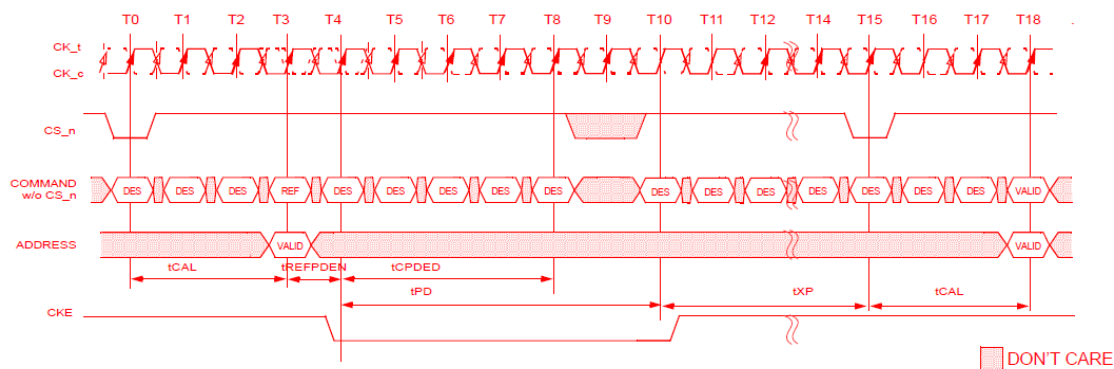 T0 T1 T2 T3 T4 T5 T6 T7 T8 T9 T10 T11 T12 T14 T15 T16 T17 T18
CK_t
CK_c
CS_n
COMMAND
w/o CS_n
DES DES DES REF DES DES DES DES DES DES DES DES DES DES DES DES VALID
ADDRESS
VALID VALID
tCAL tREFPDEN tCPDED
tPD tXP tCAL
CKE
DON'T CARE